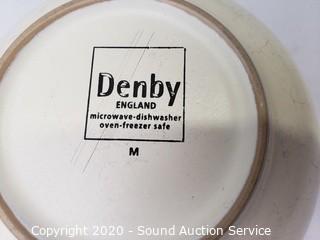 Denby
ENGLAND
microwave-dishwasher
oven-freezer safe
M
Copyright © 2020 - Sound Auction Service